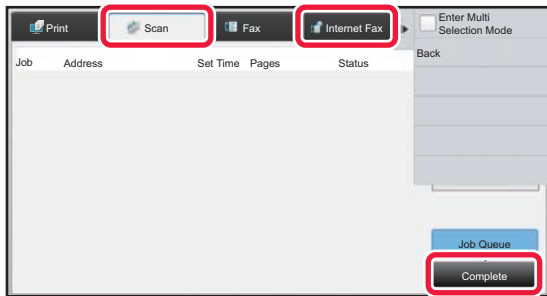 Print
Scan
Fax
Internet Fax
Enter Multi
Selection Mode
Job
Address
Set Time
Pages
Status
Back
Job Queue
Complete